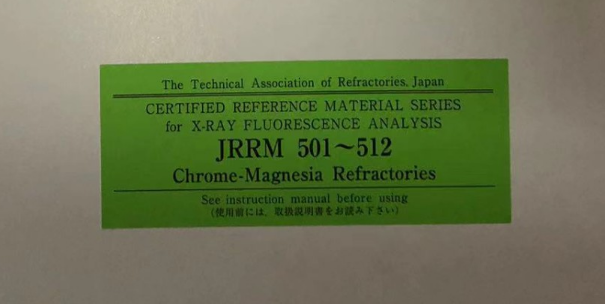 The Technical Association of Refractories, Japan
CERTIFIED REFERENCE MATERIAL SERIES
for X-RAY FLUORESCENCE ANALYSIS
JRRM 501~512
Chrome-Magnesia Refractories
See instruction manual before using
(使用前には、取扱説明書をお読み下さい)